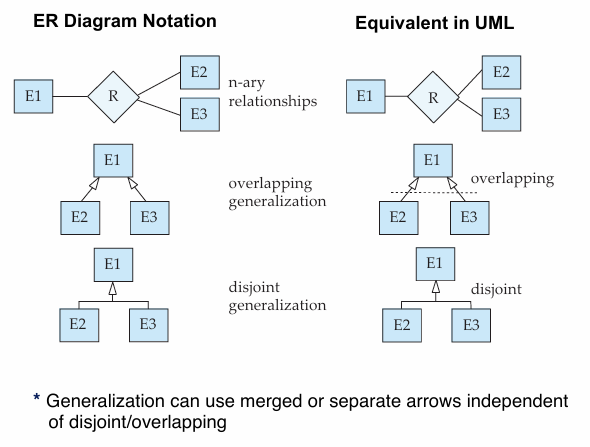 ER Diagram Notation
Equivalent in UML
E1
R
E2
E3
n-ary
relationships
E1
R
E2
E3
E1
E2
E3
overlapping
generalization
E1
overlapping
E2
E3
E1
E2
E3
disjoint
generalization
E1
disjoint
E2
E3
* Generalization can use merged or separate arrows independent
of disjoint/overlapping